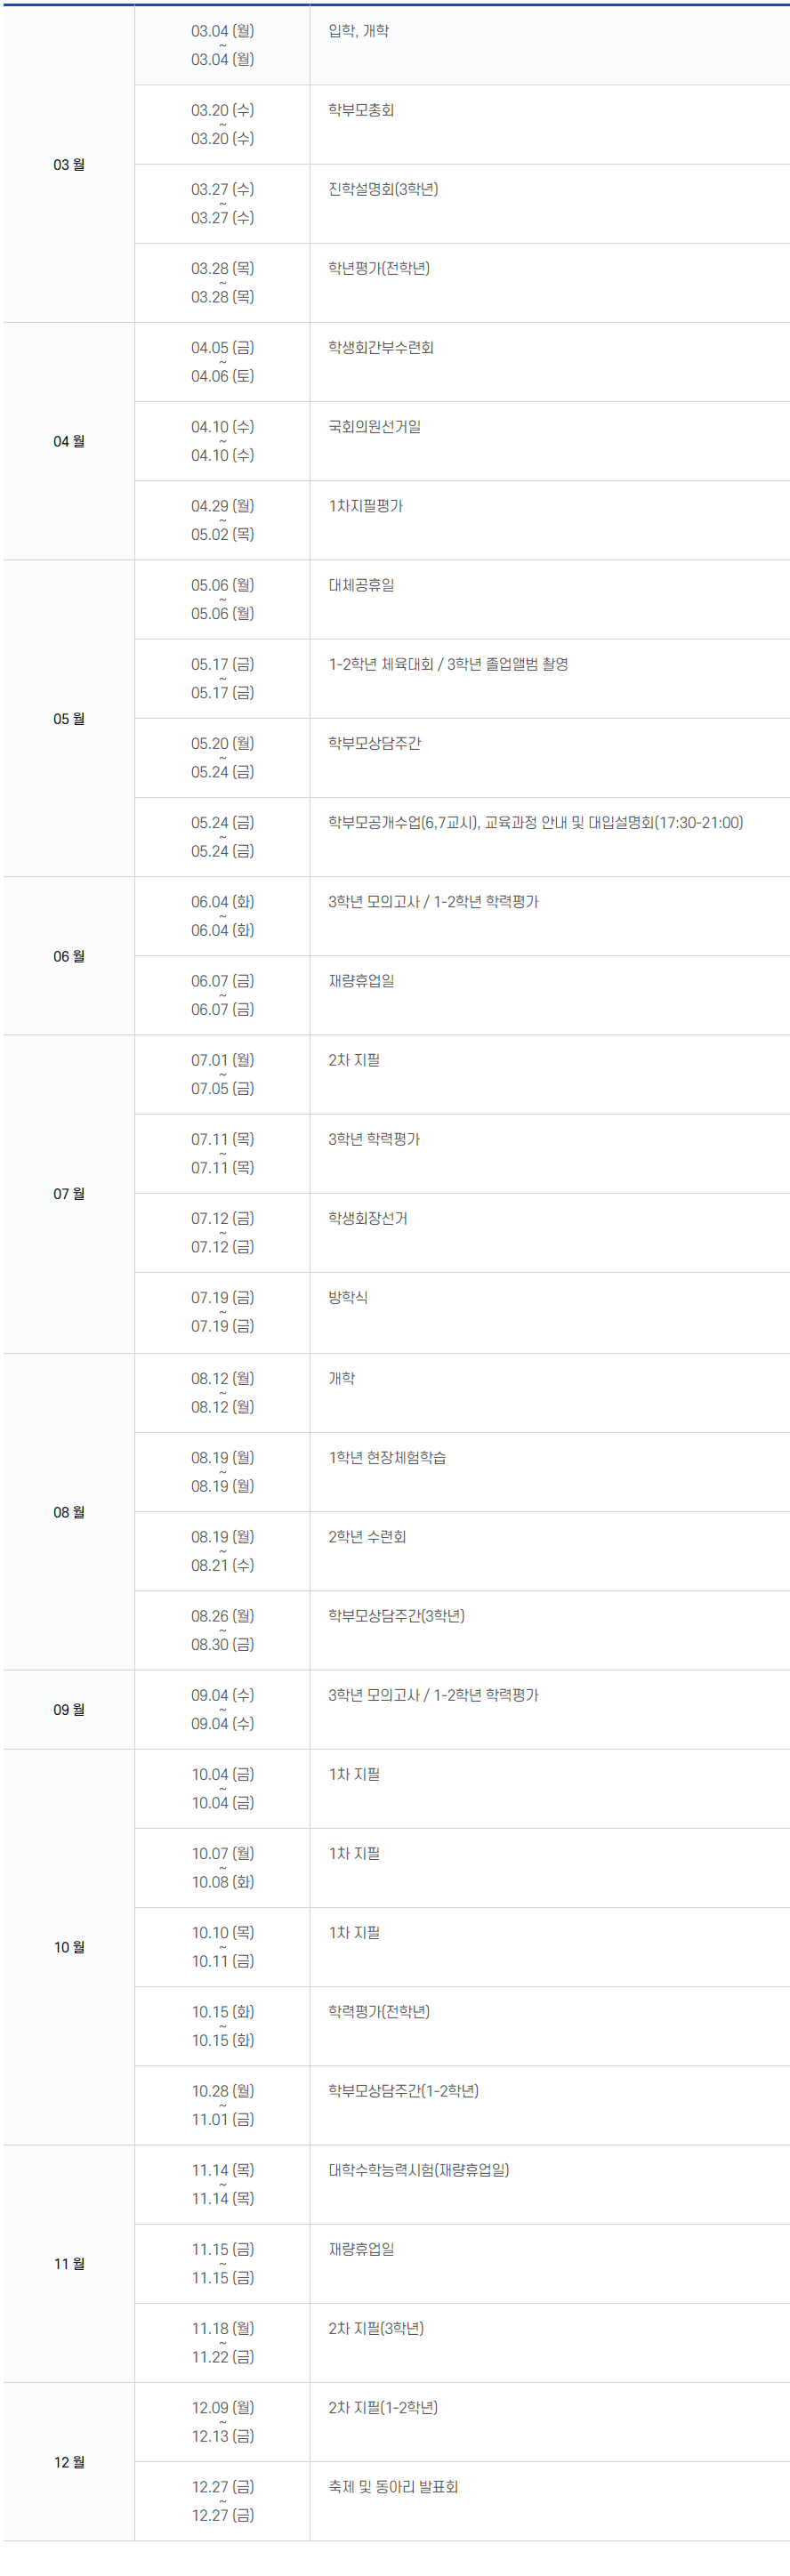 03 월
03.04 (월)
~
03.04 (월)
입학, 개학
03.20 (수)
~
03.20 (수)
학부모총회
03.27 (수)
~
03.27 (수)
진학설명회(3학년)
03.28 (목)
~
03.28 (목)
학년평가(전학년)
04 월
04.05 (금)
~
04.06 (토)
학생회간부수련회
04.10 (수)
~
04.10 (수)
국회의원선거일
04.29 (월)
~
05.02 (목)
1차지필평가
05 월
05.06 (월)
~
05.06 (월)
대체공휴일
05.17 (금)
~
05.17 (금)
1-2학년 체육대회 / 3학년 졸업앨범 촬영
05.20 (월)
~
05.24 (금)
학부모상담주간
05.24 (금)
~
05.24 (금)
학부모공개수업(6,7교시), 교육과정 안내 및 대입설명회(17:30-21:00)
06 월
06.04 (화)
~
06.04 (화)
3학년 모의고사 / 1-2학년 학력평가
06.07 (금)
~
06.07 (금)
재량휴업일
07 월
07.01 (월)
~
07.05 (금)
2차 지필
07.11 (목)
~
07.11 (목)
3학년 학력평가
07.12 (금)
~
07.12 (금)
학생회장선거
07.19 (금)
~
07.19 (금)
방학식
08 월
08.12 (월)
~
08.12 (월)
개학
08.19 (월)
~
08.19 (월)
1학년 현장체험학습
08.19 (월)
~
08.21 (수)
2학년 수련회
08.26 (월)
~
08.30 (금)
학부모상담주간(3학년)
09 월
09.04 (수)
~
09.04 (수)
3학년 모의고사 / 1-2학년 학력평가
10 월
10.04 (금)
~
10.04 (금)
1차 지필
10.07 (월)
~
10.08 (화)
1차 지필
10.10 (목)
~
10.11 (금)
1차 지필
10.15 (화)
~
10.15 (화)
학력평가(전학년)
10.28 (월)
~
11.01 (금)
학부모상담주간(1-2학년)
11 월
11.14 (목)
~
11.14 (목)
대학수학능력시험(재량휴업일)
11.15 (금)
~
11.15 (금)
재량휴업일
11.18 (월)
~
11.22 (금)
2차 지필(3학년)
12 월
12.09 (월)
~
12.13 (금)
2차 지필(1-2학년)
12.27 (금)
~
12.27 (금)
축제 및 동아리 발표회